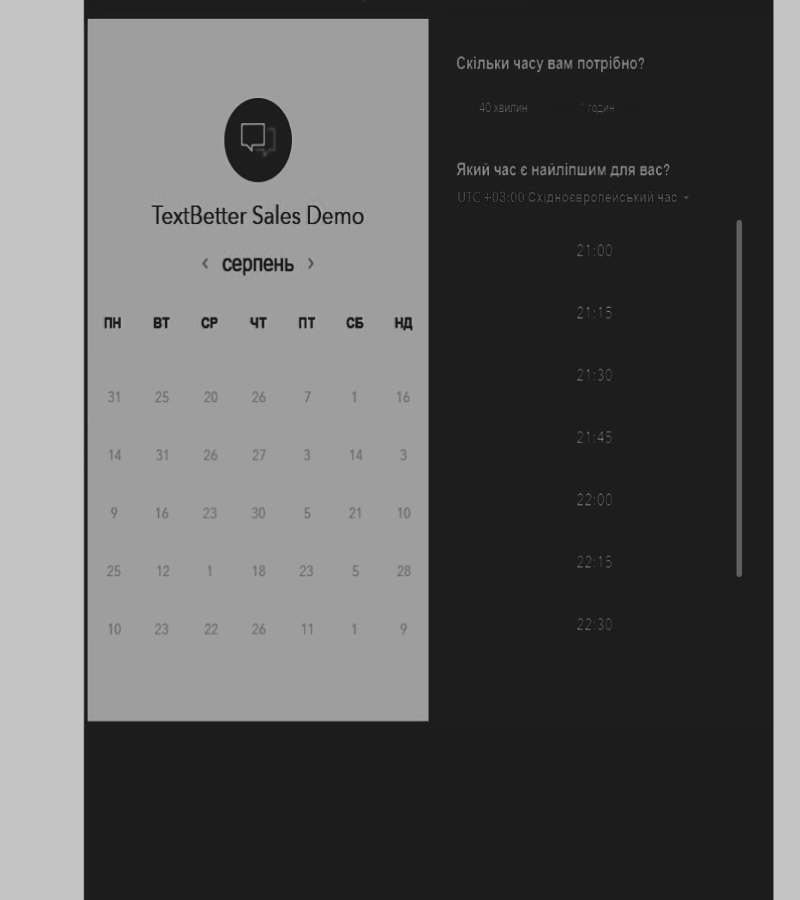 TextBetter Sales Demo
‹ серпень ›
ПН ВТ СР ЧТ ПТ СБ НД
31 25 20 26 7 1 16
14 31 26 27 3 14 3
9 16 23 30 5 21 10
25 12 1 18 23 5 28
10 23 22 26 11 1 9
Скільки часу вам потрібно?
40 хвилин 1 годин
Який час є найліпшим для вас?
UTC +03:00 Східноєвропейський час
21:00
21:15
21:30
21:45
22:00
22:15
22:30